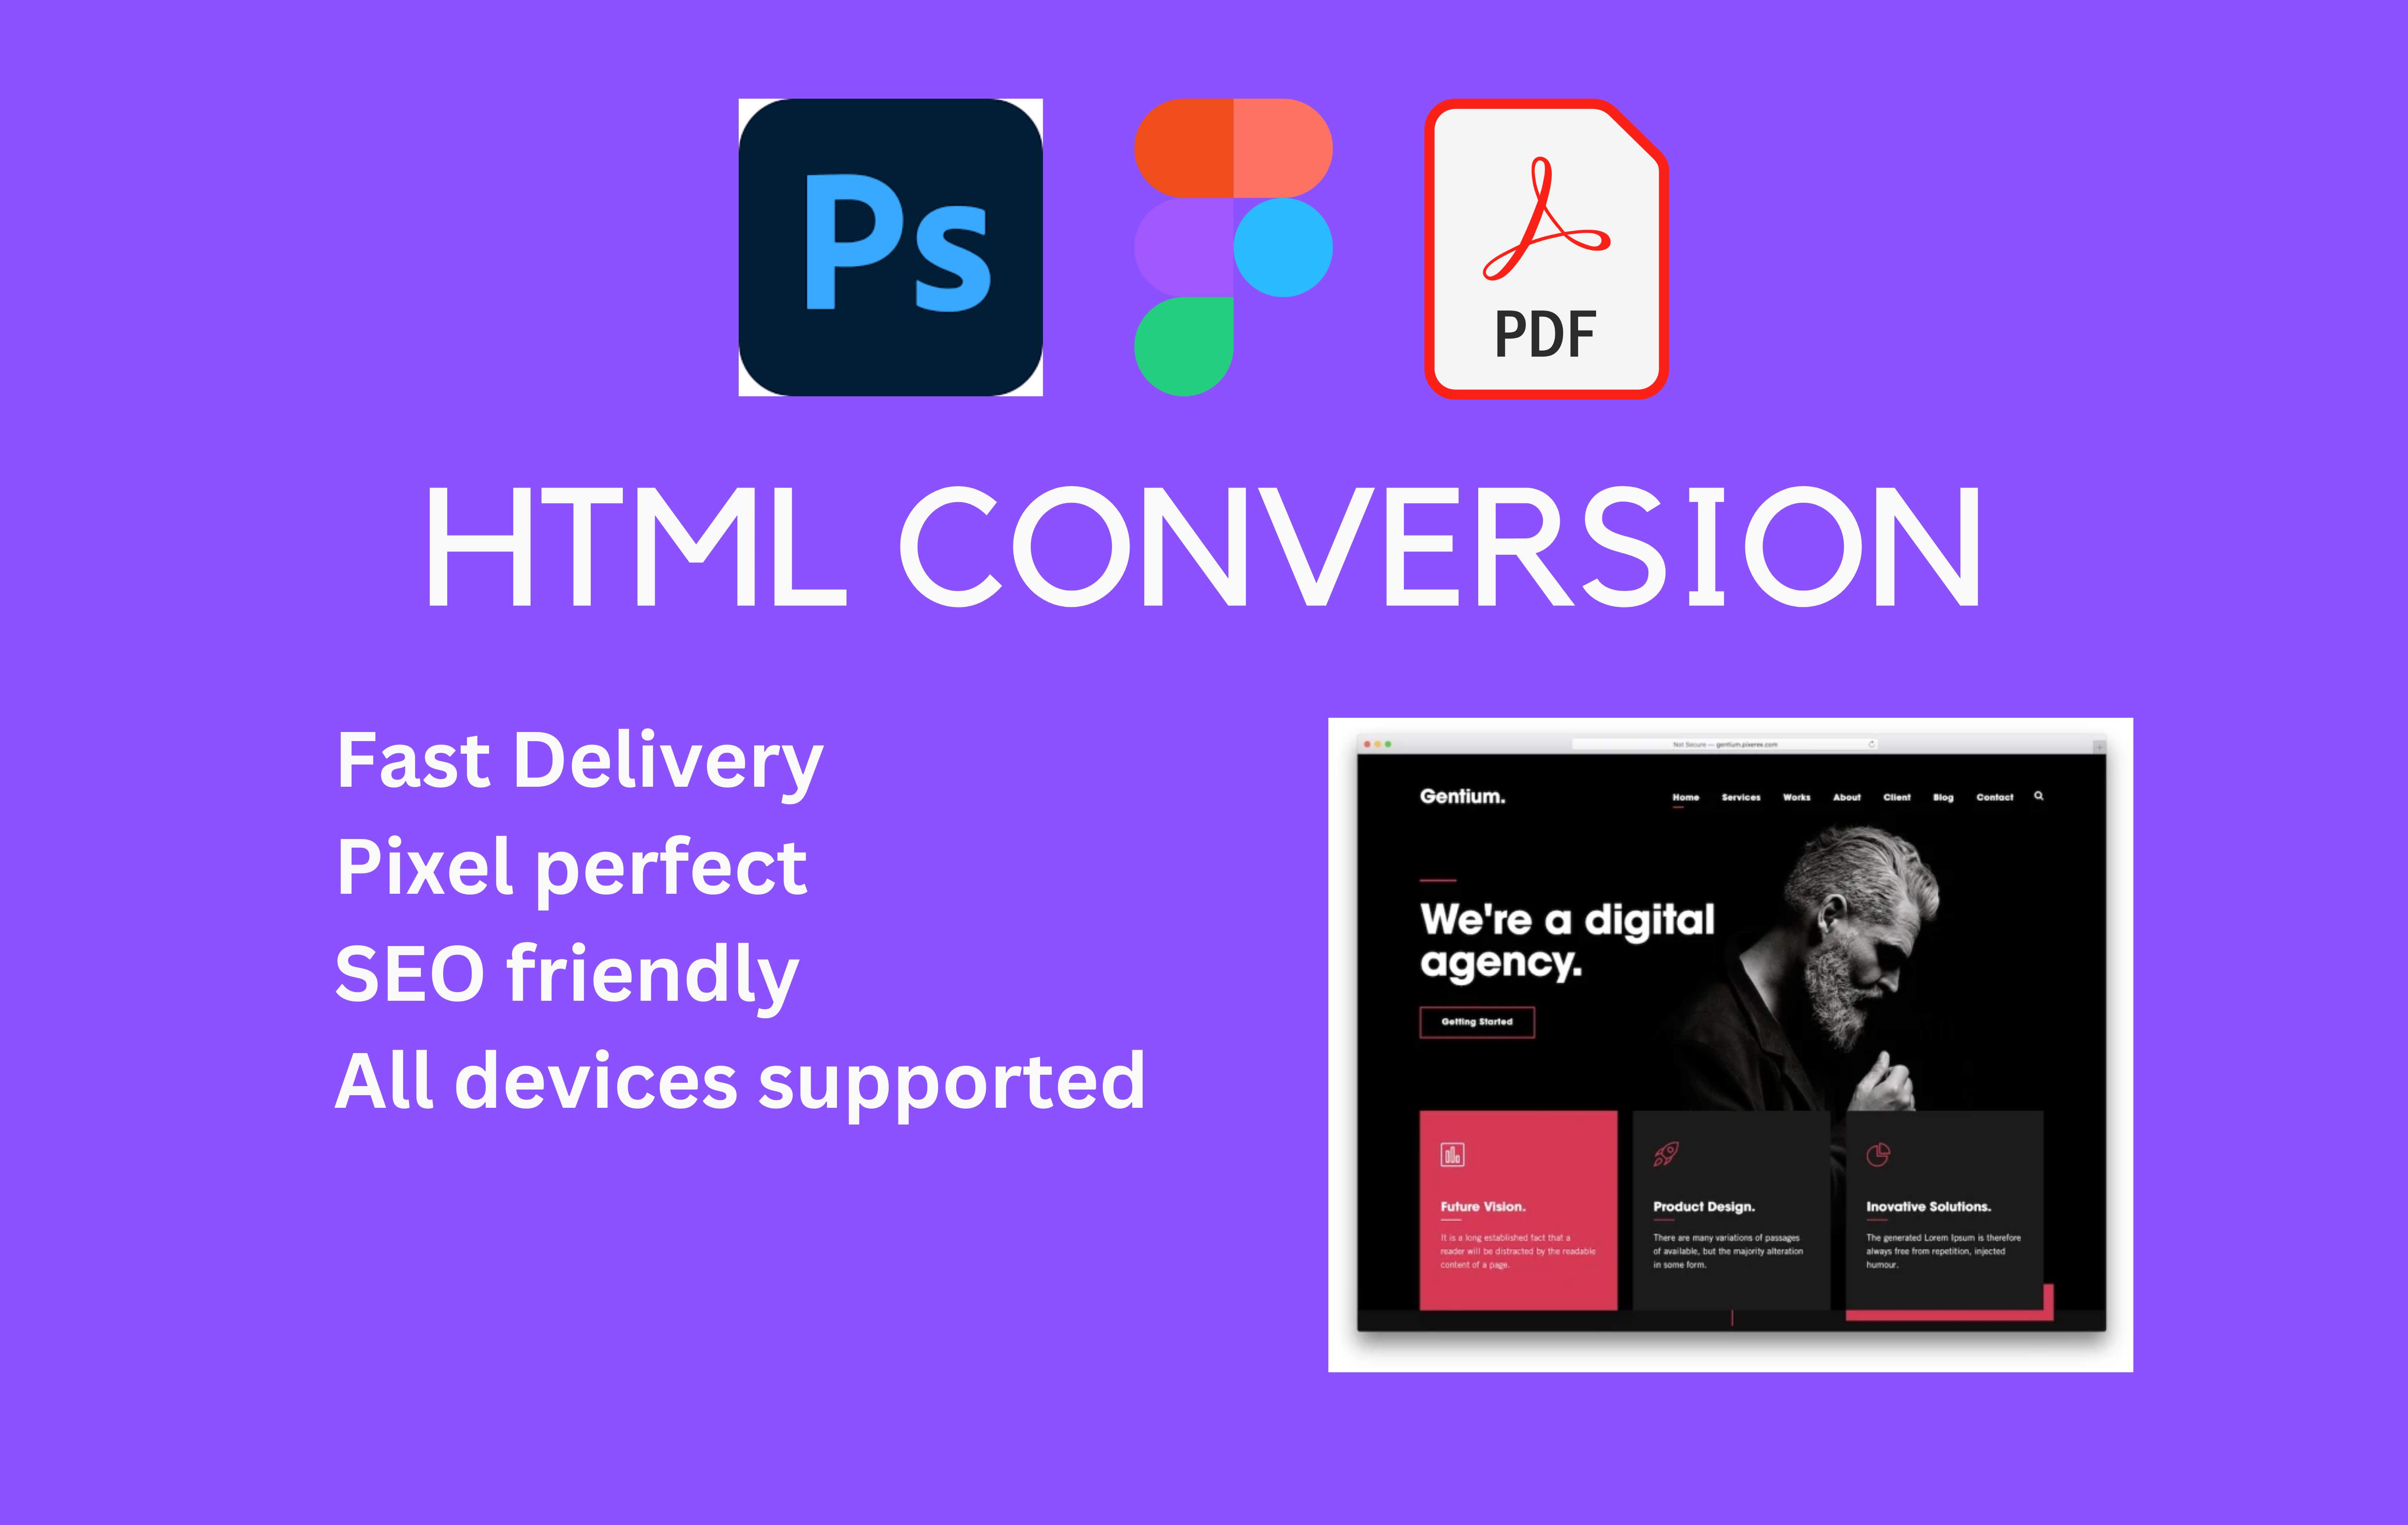 Ps
PDF
HTML CONVERSION
Fast Delivery
Pixel perfect
SEO friendly
All devices supported
Not Secure — gentium.pixerex.com
Gentium.
Home Services Works About Client Blog Contact
We're a digital
agency.
Getting Started
Future Vision.
It is a long established fact that a
reader will be distracted by the readable
content of a page.
Product Design.
There are many variations of passages
of available, but the majority alteration
in some form.
Inovative Solutions.
The generated Lorem Ipsum is therefore
always free from repetition, injected
humour.